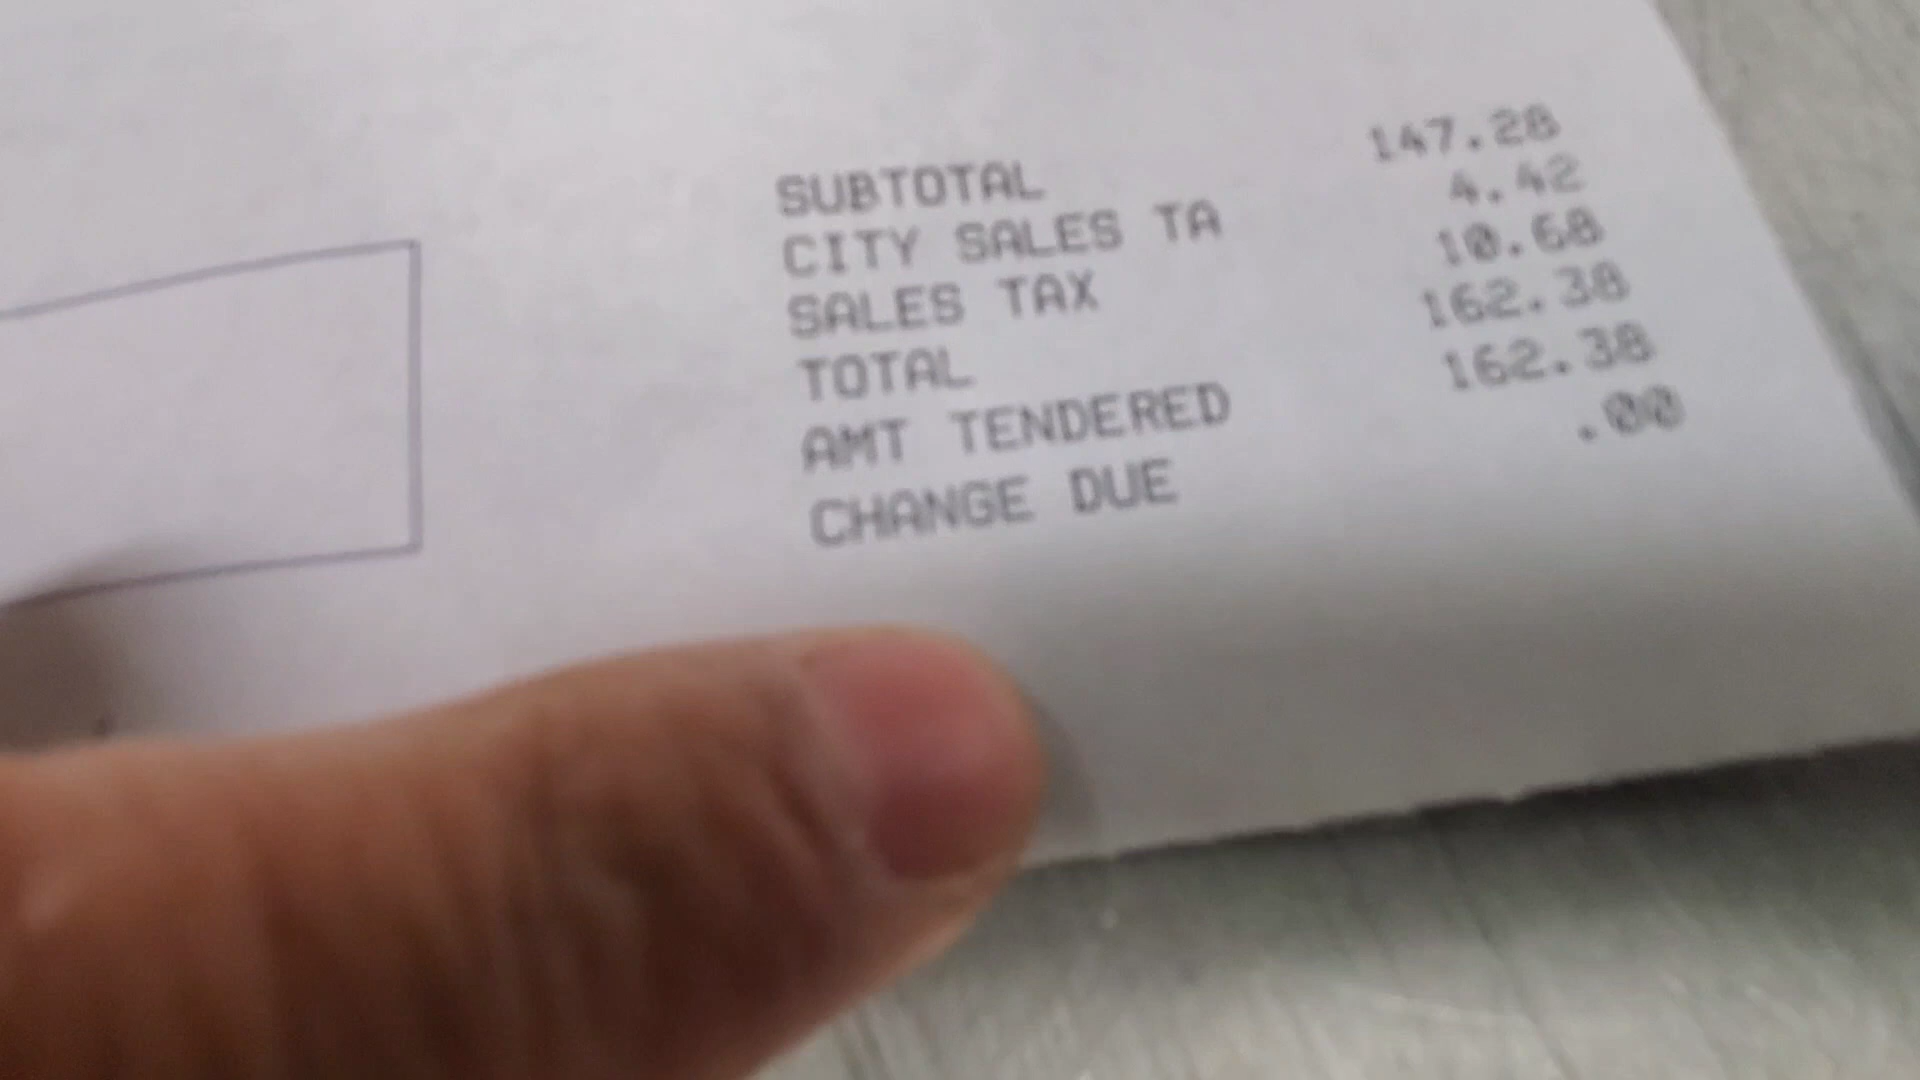 SUBTOTAL 147.28
CITY SALES TA 4.42
SALES TAX 10.68
TOTAL 162.38
AMT TENDERED 162.38
CHANGE DUE .00